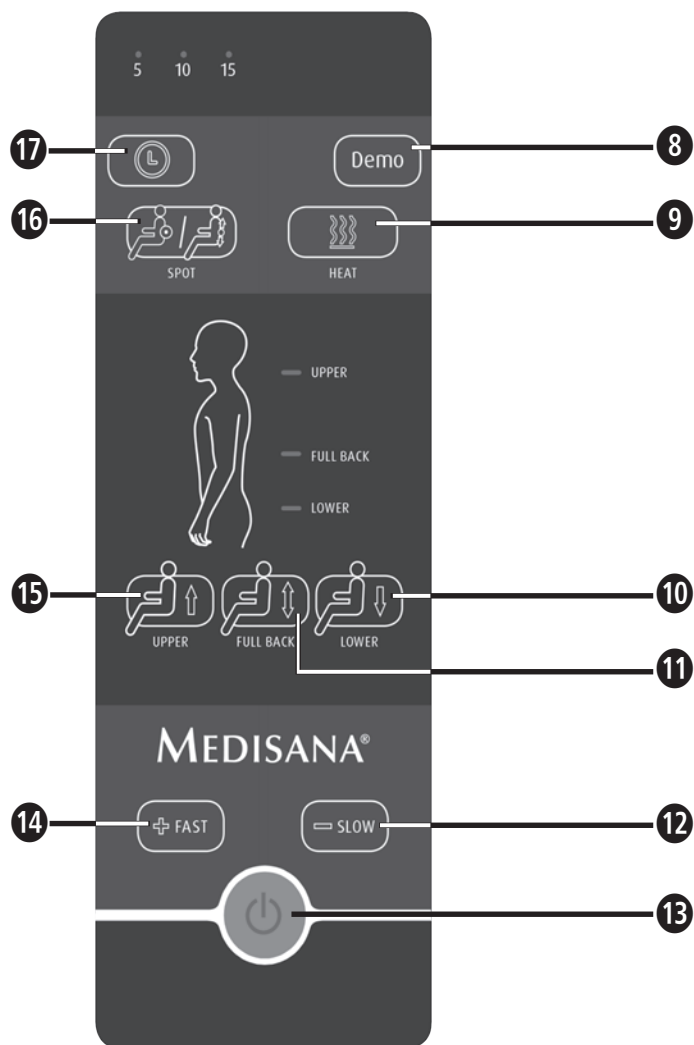 5 10 15
17
Demo
8
16
SPOT
HEAT
9
UPPER
FULL BACK
LOWER
15
UPPER
FULL BACK
LOWER
10
11
MEDISANA®
14
FAST
SLOW
12
13